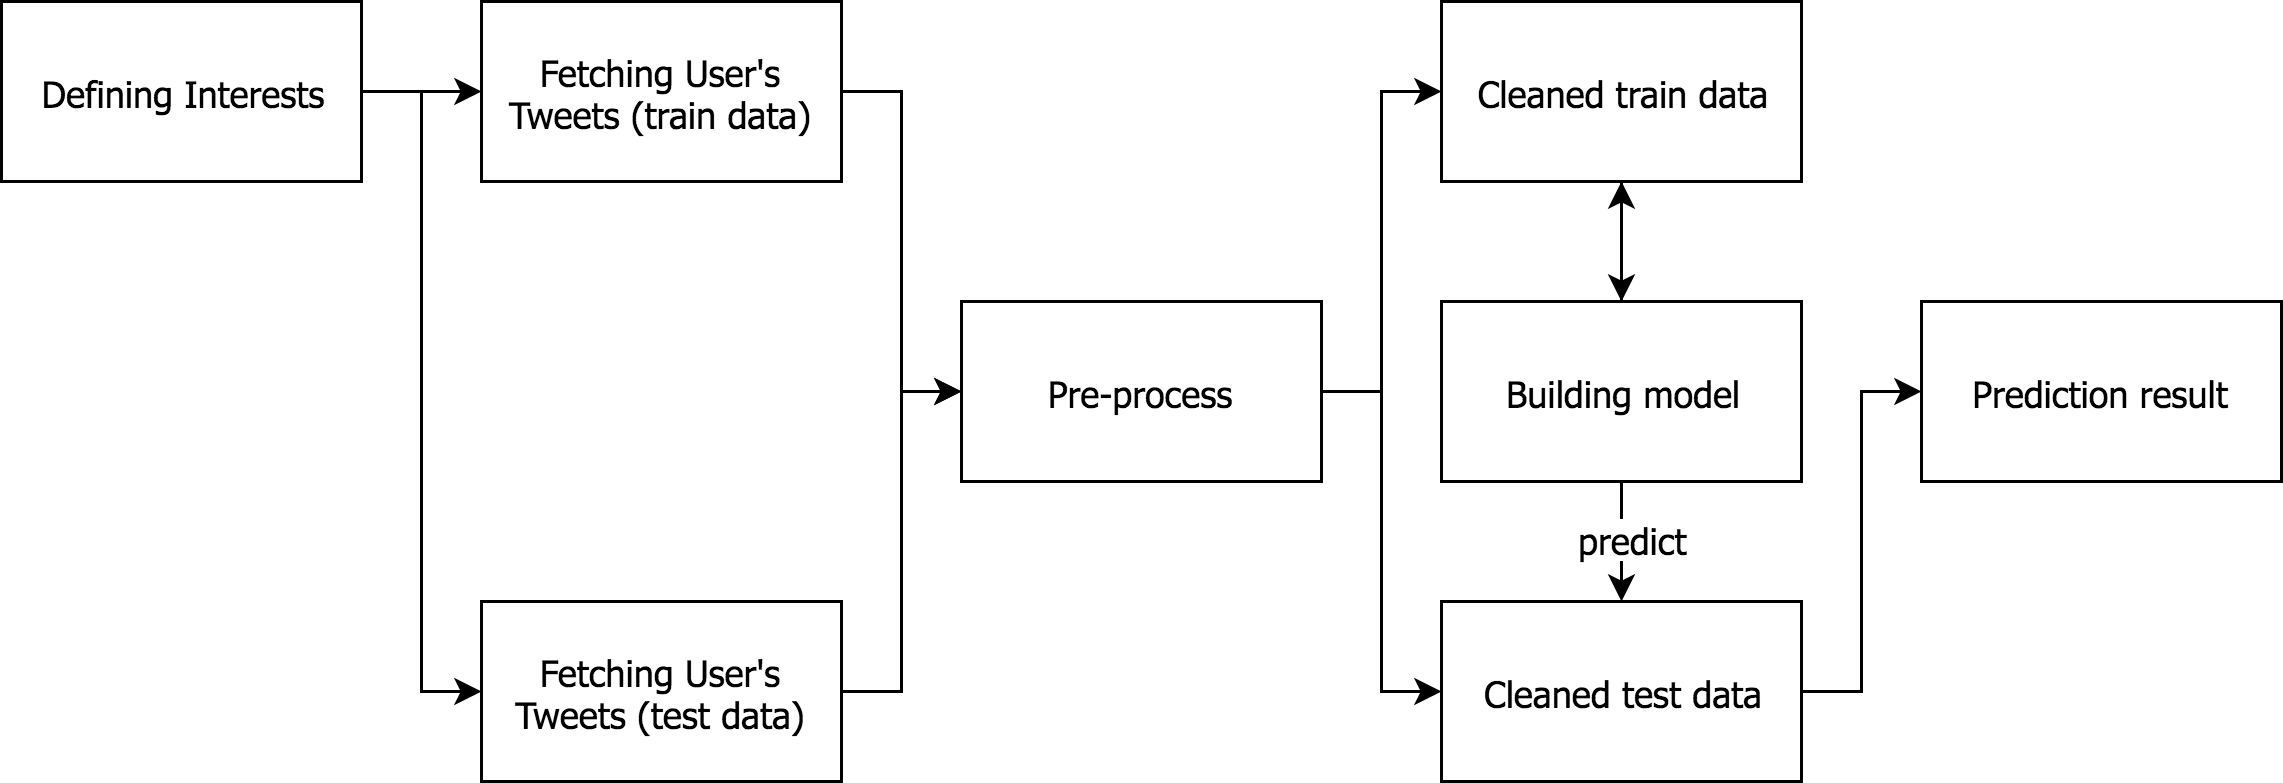 Defining Interests
Fetching User's
Tweets (train data)
Fetching User's
Tweets (test data)
Pre-process
Cleaned train data
Building model
predict
Cleaned test data
Prediction result